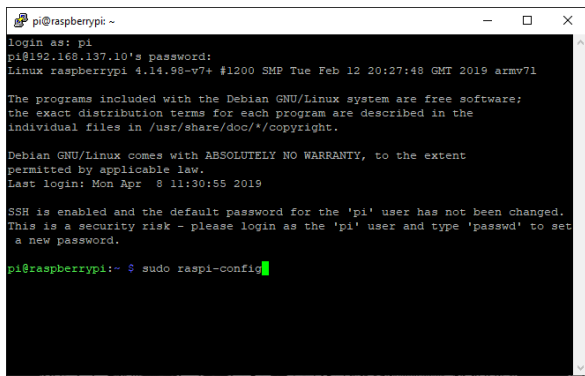 pi@raspberrypi: ~
login as: pi
pi@192.168.137.10's password:
Linux raspberrypi 4.14.98-v7+ #1200 SMP Tue Feb 12 20:27:48 GMT 2019 armv7l
The programs included with the Debian GNU/Linux system are free software;
the exact distribution terms for each program are described in the
individual files in /usr/share/doc/*/copyright.
Debian GNU/Linux comes with ABSOLUTELY NO WARRANTY, to the extent
permitted by applicable law.
Last login: Mon Apr  8 11:30:55 2019
SSH is enabled and the default password for the 'pi' user has not been changed.
This is a security risk - please login as the 'pi' user and type 'passwd' to set
a new password.
pi@raspberrypi:~ $ sudo raspi-config